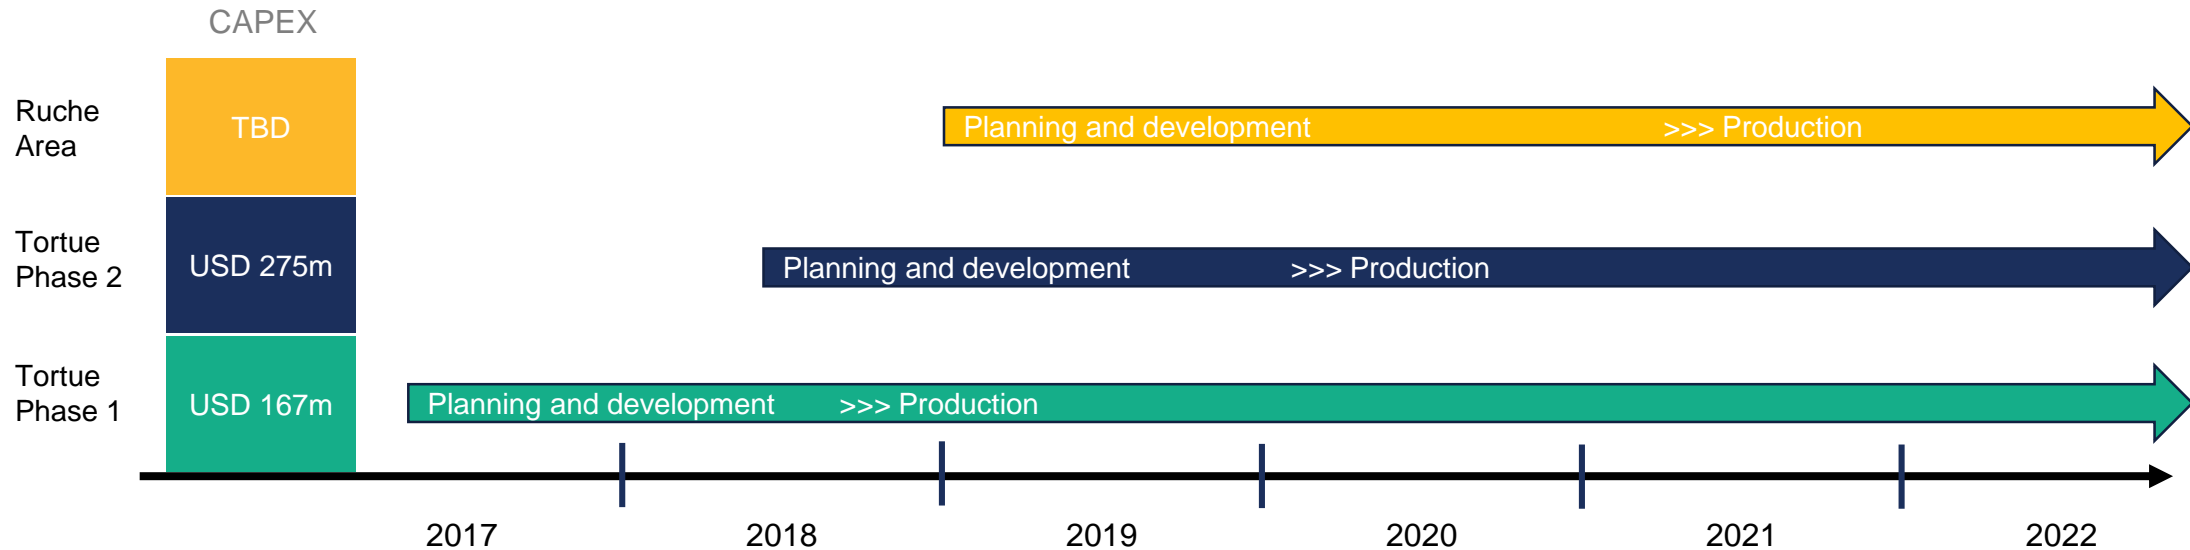 CAPEX
Ruche
Area
TBD
Planning and development >>> Production
Tortue
Phase 2
USD 275m
Planning and development >>> Production
Tortue
Phase 1
USD 167m
Planning and development >>> Production
2017 2018 2019 2020 2021 2022